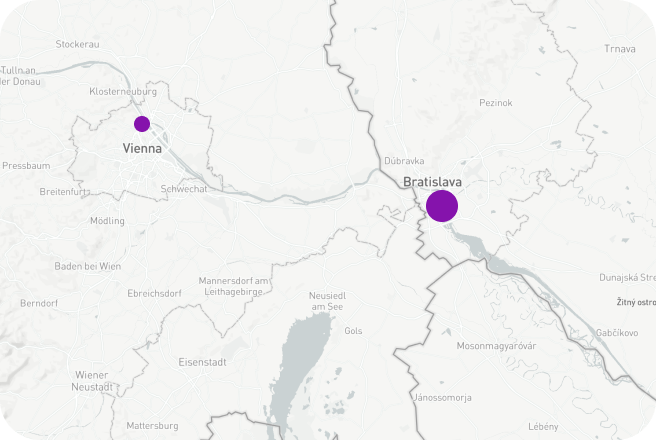 Stockerau
Trnava
Tulln an
der Donau
Klosterneuburg
Pezinok
Vienna
Dúbravka
Pressbaum
Breitenfurt
Schwechat
Bratislava
Mödling
Baden bei Wien
Mannersdorf am
Leithagebirge
Dunajská Stre
Ebreichsdorf
Berndorf
Neusiedl
am See
Žitný ostro
Gols
Gabčíkovo
Mosonmagyaróvár
Eisenstadt
Wiener
Neustadt
Jánossomorja
Mattersburg
Lébény